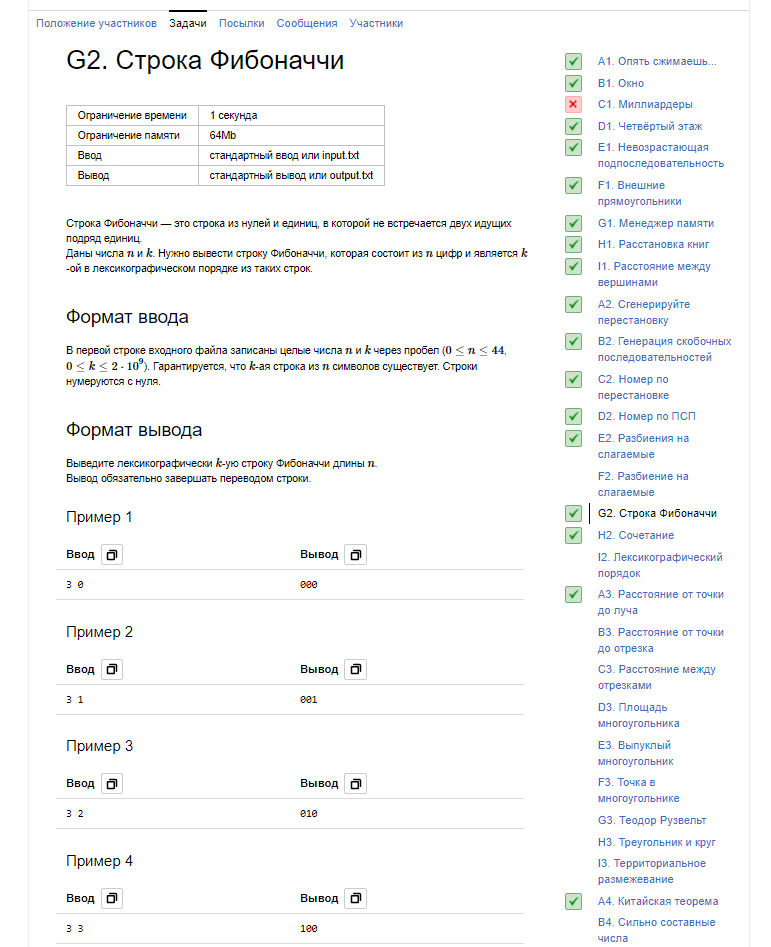 Положение участников Задачи Посылки Сообщения Участники
G2. Строка Фибоначчи
Ограничение времени 1 секунда
Ограничение памяти 64Mb
Ввод стандартный ввод или input.txt
Вывод стандартный вывод или output.txt
Строка Фибоначчи — это строка из нулей и единиц, в которой не встречается двух идущих
подряд единиц.
Даны числа n и k. Нужно вывести строку Фибоначчи, которая состоит из n цифр и является k
-ой в лексикографическом порядке из таких строк.
Формат ввода
В первой строке входного файла записаны целые числа n и k через пробел (0 ≤ n ≤ 44,
0 ≤ k ≤ 2 · 10⁹). Гарантируется, что k-ая строка из n символов существует. Строки
нумеруются с нуля.
Формат вывода
Выведите лексикографически k-ую строку Фибоначчи длины n.
Вывод обязательно завершать переводом строки.
Пример 1
Ввод Вывод
3 0 000
Пример 2
Ввод Вывод
3 1 001
Пример 3
Ввод Вывод
3 2 010
Пример 4
Ввод Вывод
3 3 100
A1. Опять сжимаешь...
B1. Окно
C1. Миллиардеры
D1. Четвёртый этаж
E1. Невозрастающая
подпоследовательность
F1. Внешние
прямоугольники
G1. Менеджер памяти
H1. Расстановка книг
I1. Расстояние между
вершинами
A2. Сгенерируйте
перестановку
B2. Генерация скобочных
последовательностей
C2. Номер по
перестановке
D2. Номер по ПСП
E2. Разбиения на
слагаемые
F2. Разбиение на
слагаемые
G2. Строка Фибоначчи
H2. Сочетание
I2. Лексикографический
порядок
A3. Расстояние от точки
до луча
B3. Расстояние от точки
до отрезка
C3. Расстояние между
отрезками
D3. Площадь
многоугольника
E3. Выпуклый
многоугольник
F3. Точка в
многоугольнике
G3. Теодор Рузвельт
H3. Треугольник и круг
I3. Территориальное
размежевание
A4. Китайская теорема
B4. Сильно составные
числа